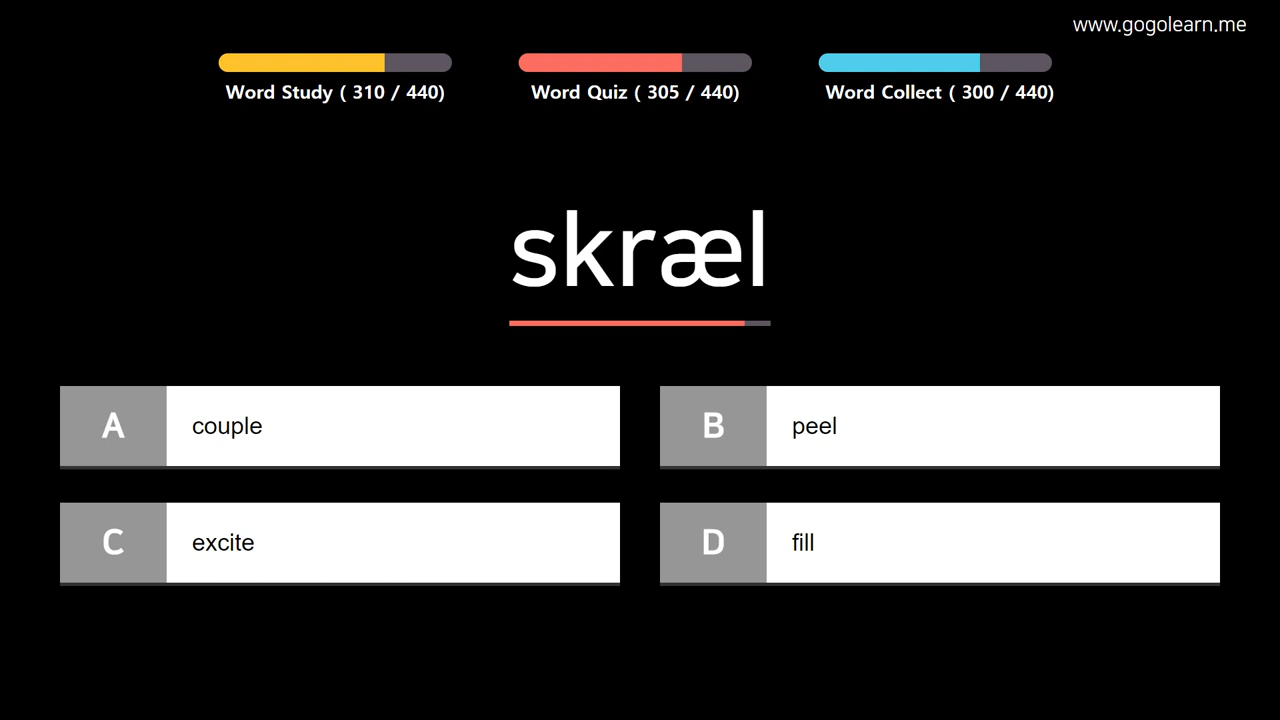 www.gogolearn.me
Word Study ( 310 / 440)
Word Quiz ( 305 / 440)
Word Collect ( 300 / 440)
skræl
A couple
B peel
C excite
D fill